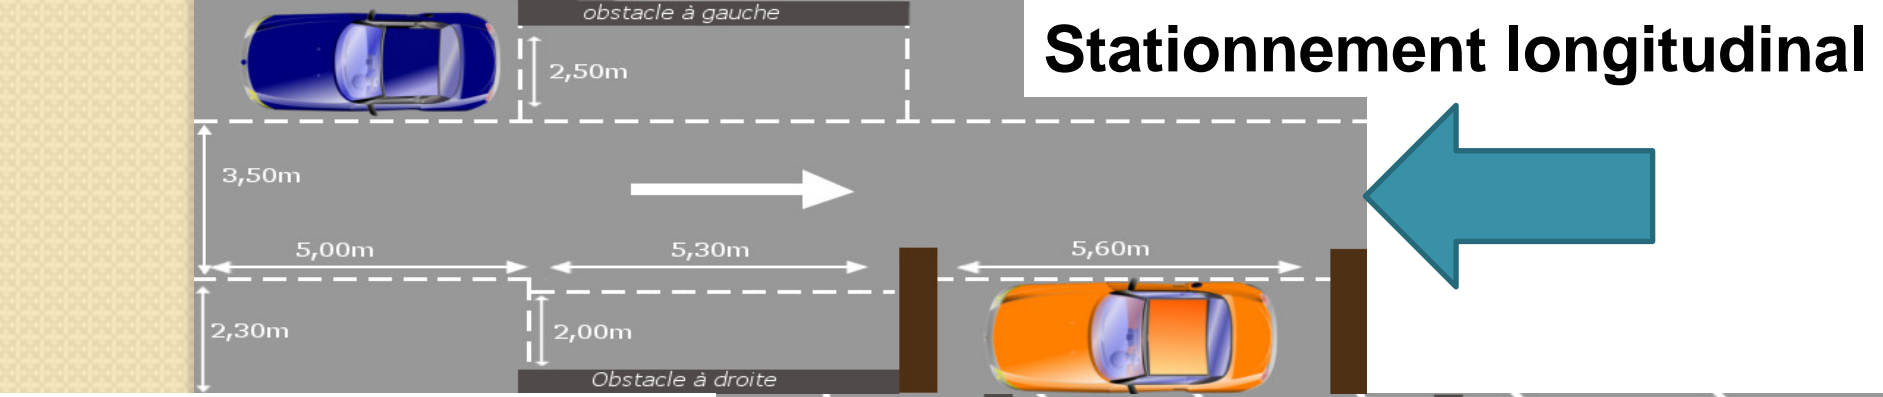 obstacle à gauche
Stationnement longitudinal
2,50m
3,50m
5,00m
5,30m
5,60m
2,30m
2,00m
Obstacle à droite